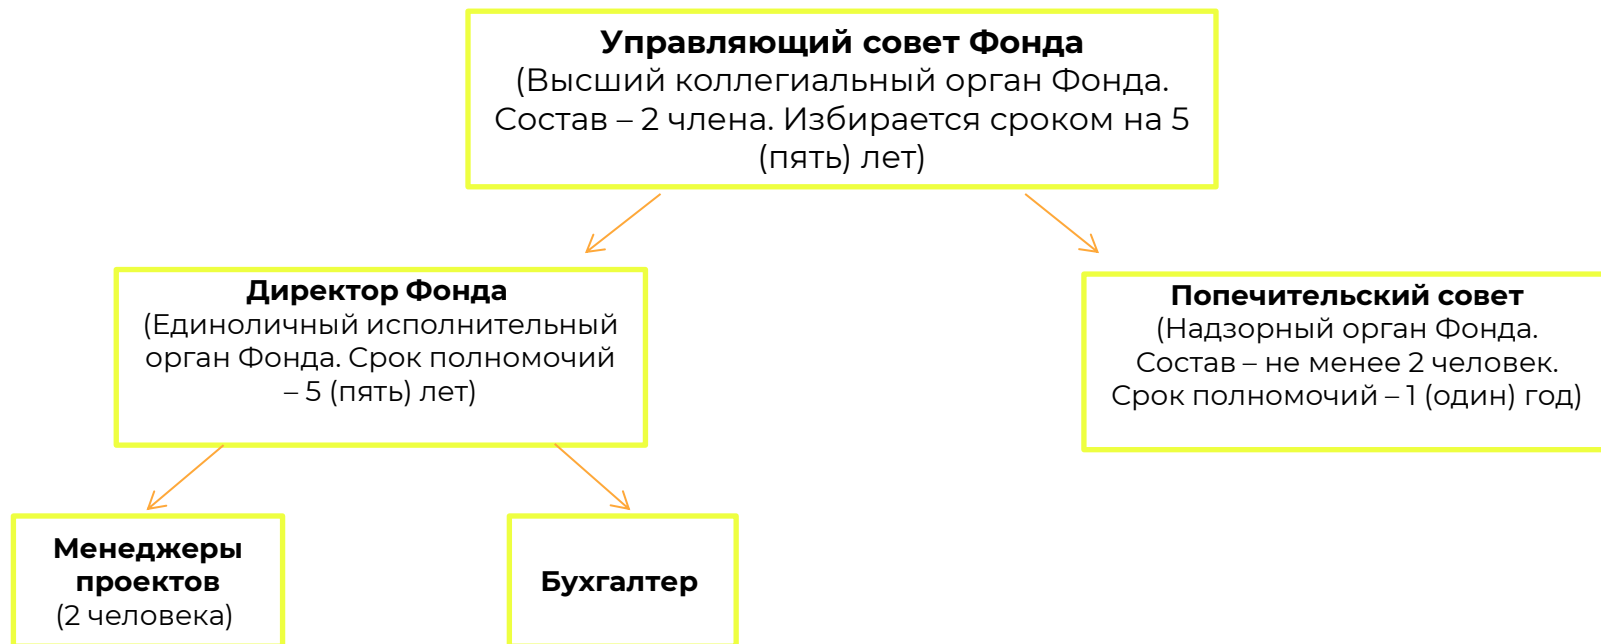 Управляющий совет Фонда
(Высший коллегиальный орган Фонда.
Состав – 2 члена. Избирается сроком на 5
(пять) лет)
Директор Фонда
(Единоличный исполнительный
орган Фонда. Срок полномочий
– 5 (пять) лет)
Попечительский совет
(Надзорный орган Фонда.
Состав – не менее 2 человек.
Срок полномочий – 1 (один) год)
Менеджеры
проектов
(2 человека)
Бухгалтер